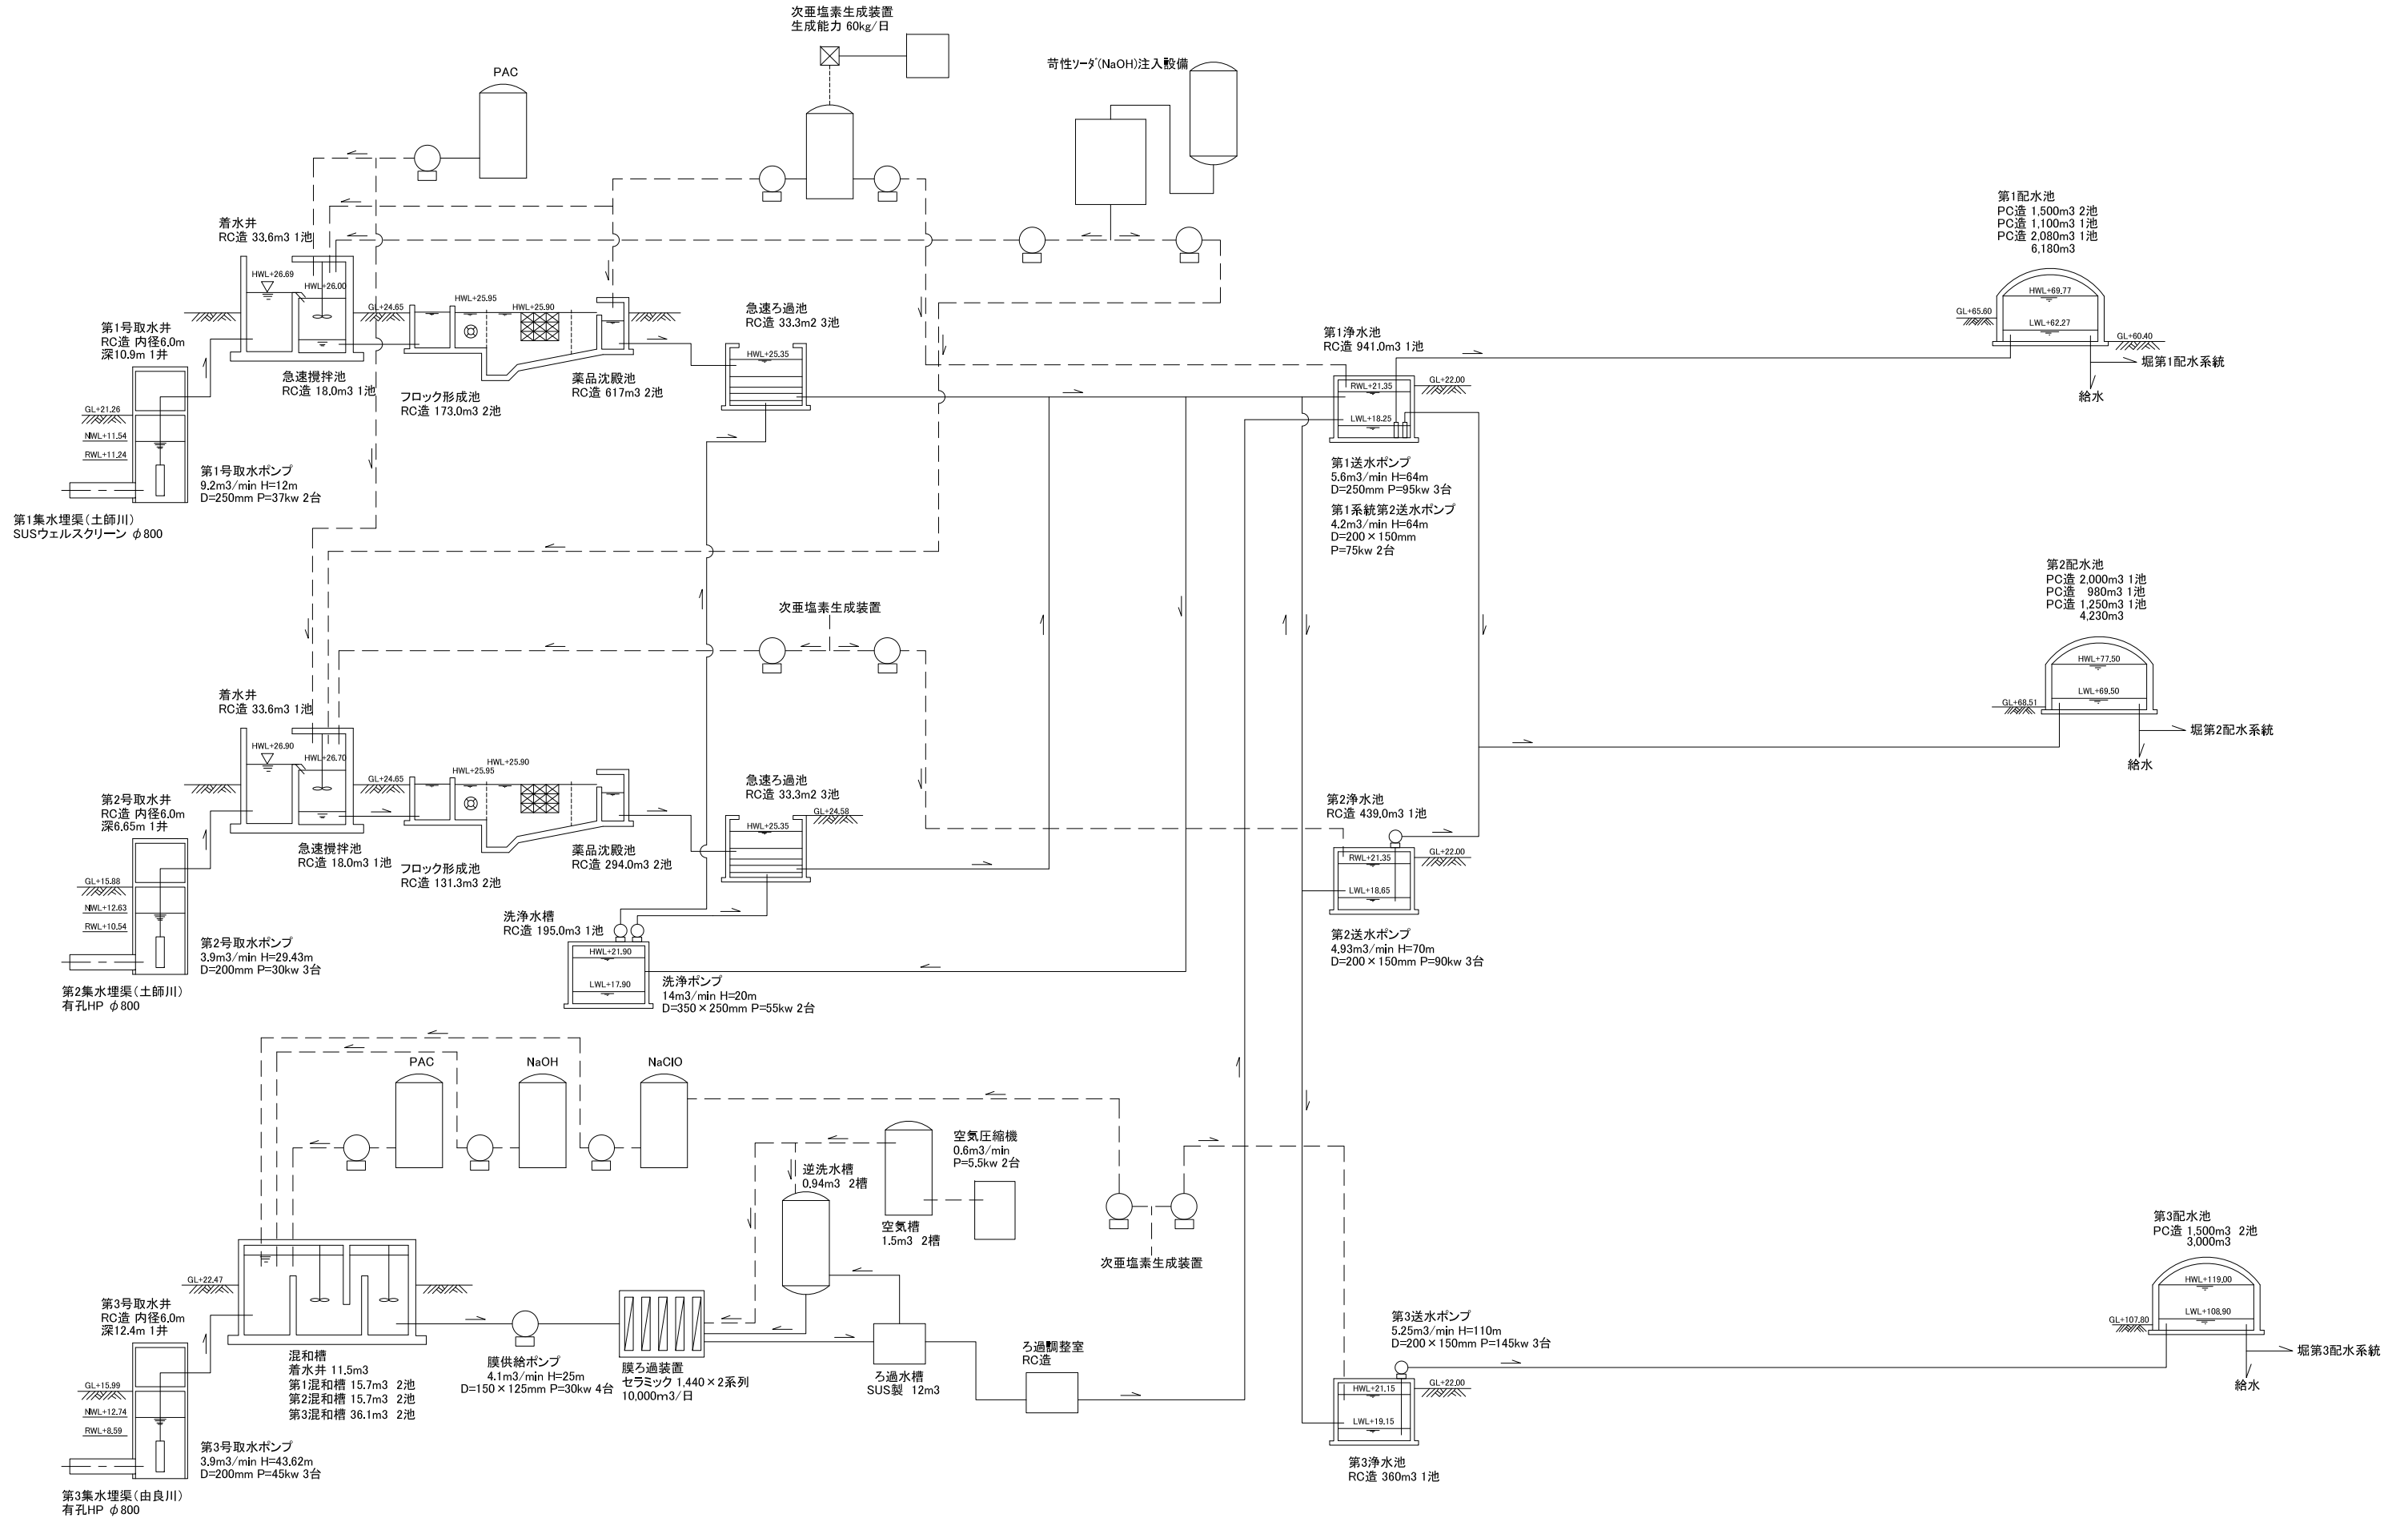 次亜塩素生成装置
生成能力 60kg/日
苛性ソーダ(NaOH)注入設備
PAC
着水井
RC造 33.6m3 1池
HWL+26.69
HWL+26.00
GL+24.65
HWL+25.95
HWL+25.90
急速ろ過池
RC造 33.3m2 3池
HWL+25.35
第1号取水井
RC造 内径6.0m
深10.9m 1井
急速攪拌池
RC造 18.0m3 1池
フロック形成池
RC造 173.0m3 2池
薬品沈殿池
RC造 617m3 2池
GL+21.26
NWL+11.54
RWL+11.24
第1号取水ポンプ
9.2m3/min H=12m
D=250mm P=37kw 2台
第1集水埋渠(土師川)
SUSウェルスクリーン φ800
第1浄水池
RC造 941.0m3 1池
RWL+21.35
LWL+18.25
GL+22.00
第1送水ポンプ
5.6m3/min H=64m
D=250mm P=95kw 3台
第1系統第2送水ポンプ
4.2m3/min H=64m
D=200×150mm
P=75kw 2台
第1配水池
PC造 1,500m3 2池
PC造 1,100m3 1池
PC造 2,080m3 1池
6,180m3
HWL+69.77
LWL+62.27
GL+65.60
GL+60.40
堀第1配水系統
給水
第2配水池
PC造 2,000m3 1池
PC造 980m3 1池
PC造 1,250m3 1池
4,230m3
HWL+77.50
LWL+69.50
GL+68.51
堀第2配水系統
給水
次亜塩素生成装置
着水井
RC造 33.6m3 1池
HWL+26.90
HWL+26.70
GL+24.65
HWL+25.95
HWL+25.90
急速ろ過池
RC造 33.3m2 3池
GL+24.58
HWL+25.35
第2号取水井
RC造 内径6.0m
深6.65m 1井
急速攪拌池
RC造 18.0m3 1池
フロック形成池
RC造 131.3m3 2池
薬品沈殿池
RC造 294.0m3 2池
GL+15.88
NWL+12.63
RWL+10.54
第2号取水ポンプ
3.9m3/min H=29.43m
D=200mm P=30kw 3台
第2集水埋渠(土師川)
有孔HP φ800
洗浄水槽
RC造 195.0m3 1池
HWL+21.90
LWL+17.90
洗浄ポンプ
14m3/min H=20m
D=350×250mm P=55kw 2台
第2浄水池
RC造 439.0m3 1池
RWL+21.35
LWL+18.65
GL+22.00
第2送水ポンプ
4.93m3/min H=70m
D=200×150mm P=90kw 3台
PAC
NaOH
NaClO
空気圧縮機
0.6m3/min
P=5.5kw 2台
逆洗水槽
0.94m3 2槽
空気槽
1.5m3 2槽
次亜塩素生成装置
GL+22.47
第3号取水井
RC造 内径6.0m
深12.4m 1井
混和槽
着水井 11.5m3
第1混和槽 15.7m3 2池
第2混和槽 15.7m3 2池
第3混和槽 36.1m3 2池
膜供給ポンプ
4.1m3/min H=25m
D=150×125mm P=30kw 4台
膜ろ過装置
セラミック 1,440×2系列
10,000m3/日
ろ過水槽
SUS製 12m3
ろ過調整室
RC造
GL+15.99
NWL+12.74
RWL+8.59
第3号取水ポンプ
3.9m3/min H=43.62m
D=200mm P=45kw 3台
第3集水埋渠(由良川)
有孔HP φ800
第3送水ポンプ
5.25m3/min H=110m
D=200×150mm P=145kw 3台
HWL+21.15
LWL+19.15
GL+22.00
第3浄水池
RC造 360m3 1池
第3配水池
PC造 1,500m3 2池
3,000m3
HWL+119.00
LWL+108.90
GL+107.80
堀第3配水系統
給水